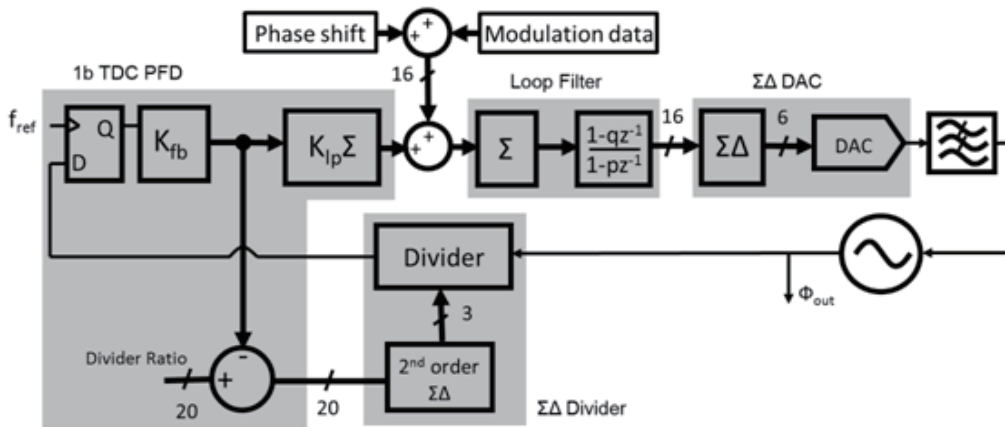 Phase shift
+
+
Modulation data
1b TDC PFD
16
Loop Filter
ΣΔ DAC
f_ref
Q
D
K_fb
K_lpΣ
+
+
Σ
1-qz⁻¹
1-pz⁻¹
16
ΣΔ
6
DAC
Divider
Φ_out
3
Divider Ratio
20
+
-
20
2nd order
ΣΔ
ΣΔ Divider